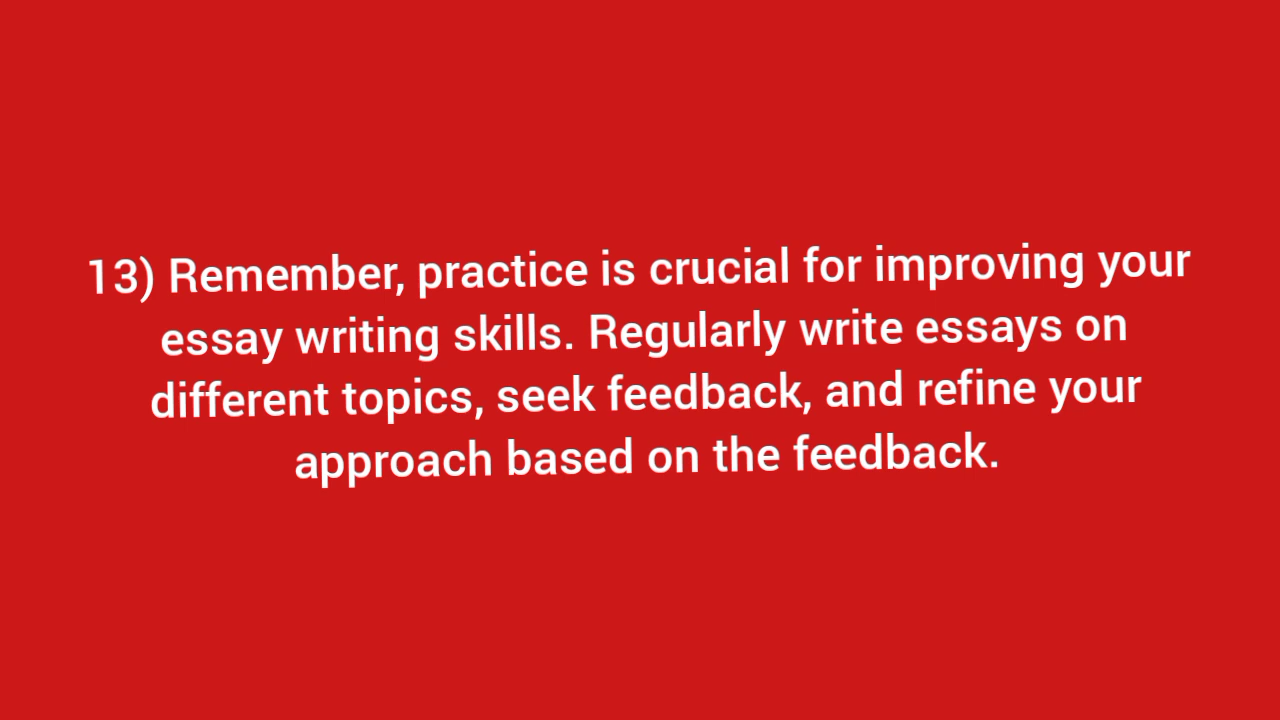 13) Remember, practice is crucial for improving your
essay writing skills. Regularly write essays on
different topics, seek feedback, and refine your
approach based on the feedback.